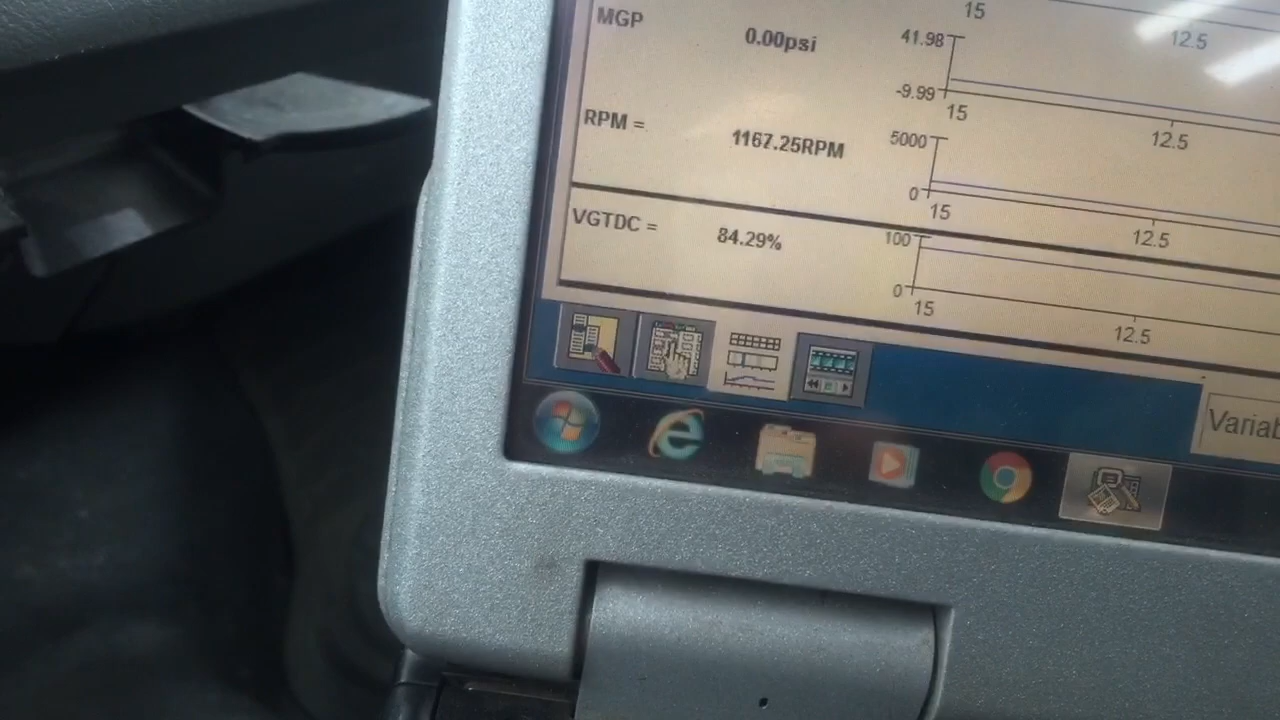 15
MGP
0.00psi
41.98
12.5
-9.99
15
12.5
RPM =
1167.25RPM
5000
0
15
12.5
VGTDC =
84.29%
100
0
15
12.5
Variab